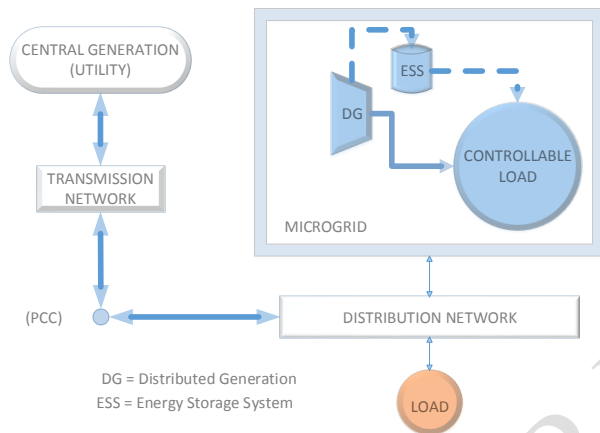 CENTRAL GENERATION
(UTILITY)
ESS
DG
CONTROLLABLE
LOAD
TRANSMISSION
NETWORK
MICROGRID
(PCC)
DISTRIBUTION NETWORK
DG = Distributed Generation
ESS = Energy Storage System
LOAD